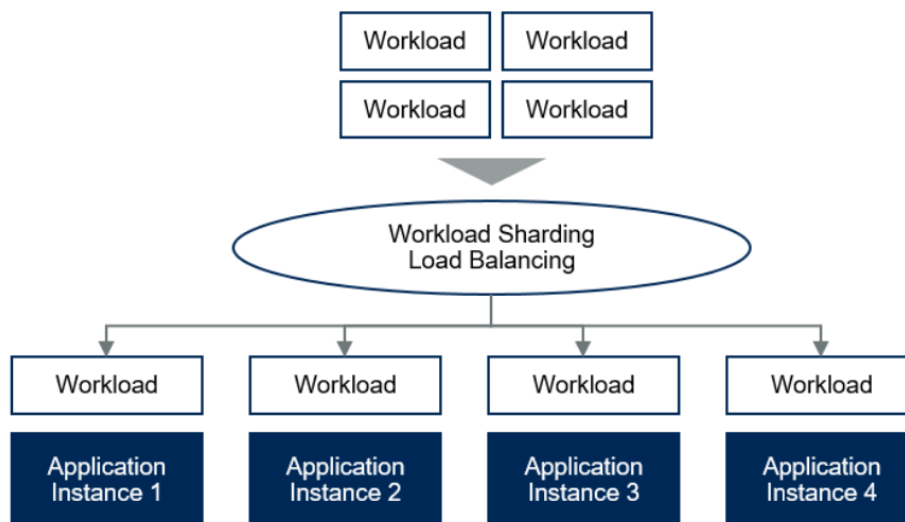 Workload Workload
Workload Workload
Workload Sharding
Load Balancing
Workload Workload Workload Workload
Application
Instance 1
Application
Instance 2
Application
Instance 3
Application
Instance 4